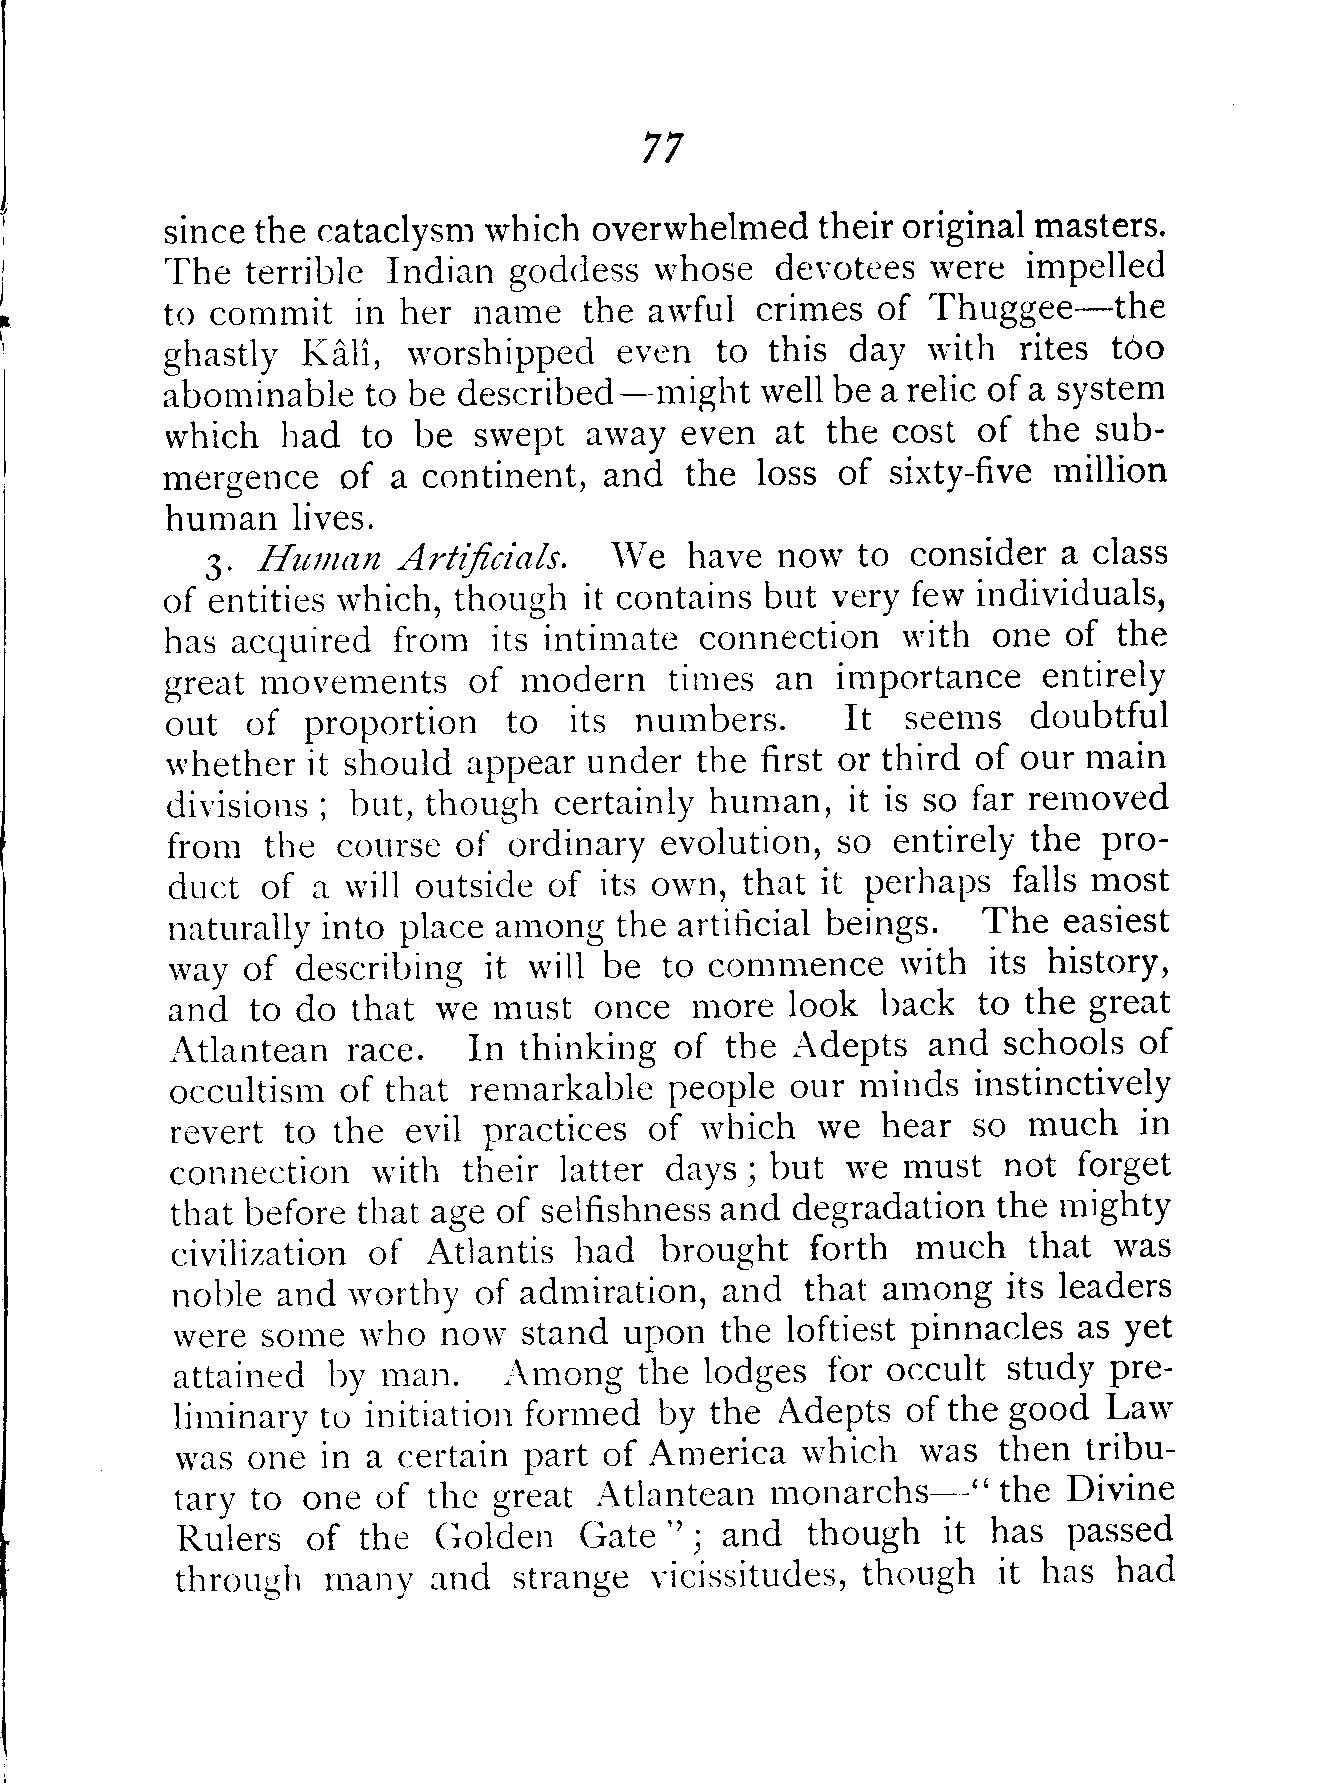 77
since the cataclysm which overwhelmed their original masters.
The terrible Indian goddess whose devotees were impelled
to commit in her name the awful crimes of Thuggee—the
ghastly Kâlî, worshipped even to this day with rites too
abominable to be described—might well be a relic of a system
which had to be swept away even at the cost of the sub-
mergence of a continent, and the loss of sixty-five million
human lives.
3. Human Artificials. We have now to consider a class
of entities which, though it contains but very few individuals,
has acquired from its intimate connection with one of the
great movements of modern times an importance entirely
out of proportion to its numbers. It seems doubtful
whether it should appear under the first or third of our main
divisions ; but, though certainly human, it is so far removed
from the course of ordinary evolution, so entirely the pro-
duct of a will outside of its own, that it perhaps falls most
naturally into place among the artificial beings. The easiest
way of describing it will be to commence with its history,
and to do that we must once more look back to the great
Atlantean race. In thinking of the Adepts and schools of
occultism of that remarkable people our minds instinctively
revert to the evil practices of which we hear so much in
connection with their latter days ; but we must not forget
that before that age of selfishness and degradation the mighty
civilization of Atlantis had brought forth much that was
noble and worthy of admiration, and that among its leaders
were some who now stand upon the loftiest pinnacles as yet
attained by man. Among the lodges for occult study pre-
liminary to initiation formed by the Adepts of the good Law
was one in a certain part of America which was then tribu-
tary to one of the great Atlantean monarchs—“ the Divine
Rulers of the Golden Gate ” ; and though it has passed
through many and strange vicissitudes, though it has had